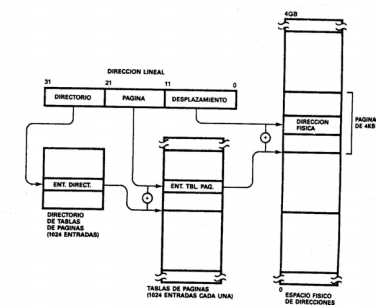 4GB
DIRECCION LINEAL
31 21 11 0
DIRECTORIO PAGINA DESPLAZAMIENTO
PAGINA
DE 4KB
DIRECCION
FISICA
ENT. DIRECT.
ENT. TBL. PAG.
DIRECTORIO
DE TABLAS
DE PAGINAS
(1024 ENTRADAS)
TABLAS DE PAGINAS
(1024 ENTRADAS CADA UNA)
0
ESPACIO FISICO
DE DIRECCIONES